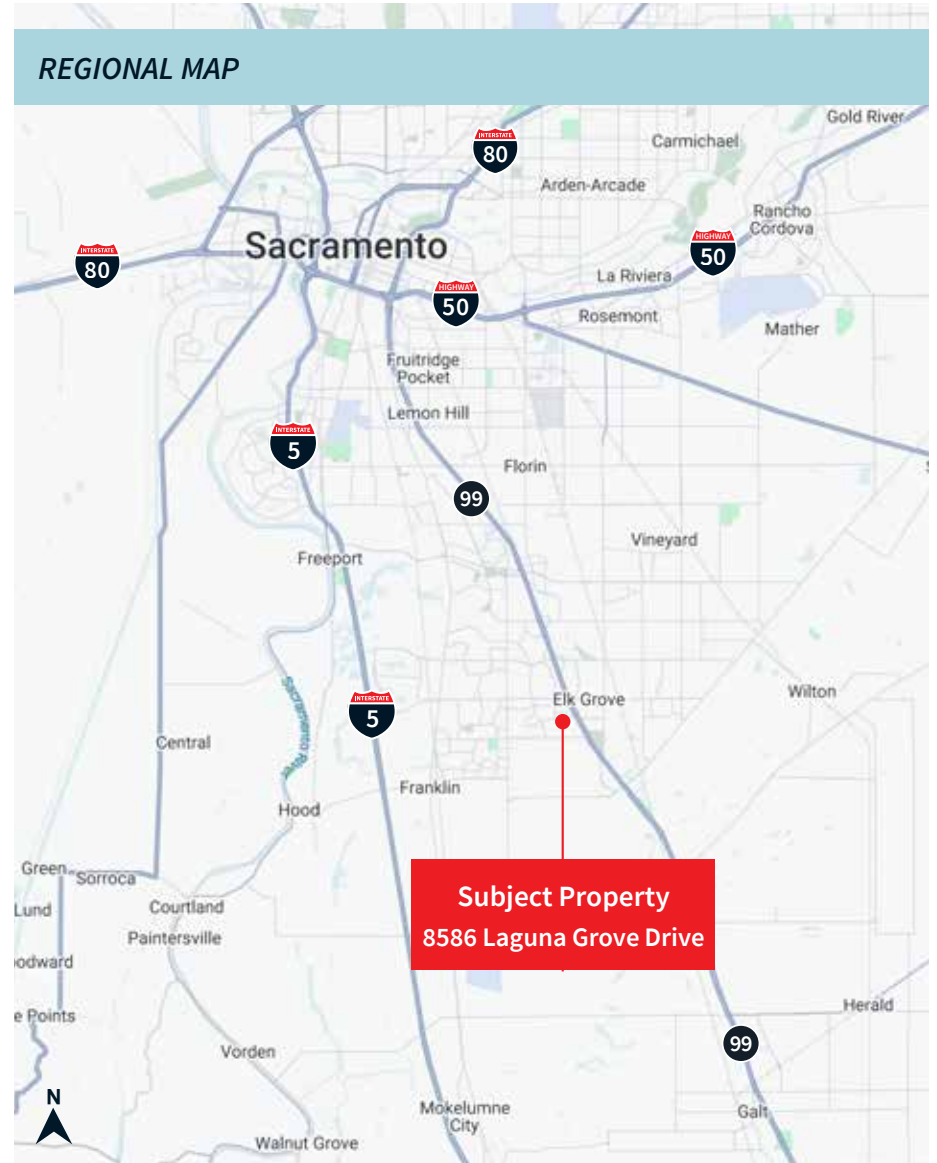 REGIONAL MAP
Gold River
Carmichael
INTERSTATE
80
Arden-Arcade
Rancho
Cordova
Sacramento
INTERSTATE
80
HIGHWAY
50
La Riviera
HIGHWAY
50
Rosemont
Mather
Fruitridge
Pocket
Lemon Hill
INTERSTATE
5
Florin
99
Vineyard
Freeport
Sacramento River
INTERSTATE
5
Elk Grove
Wilton
Central
Franklin
Hood
Green
Sorroca
Lund
Courtland
Paintersville
Subject Property
8586 Laguna Grove Drive
odward
e Points
Herald
Vorden
99
N
Mokelumne
City
Galt
Walnut Grove